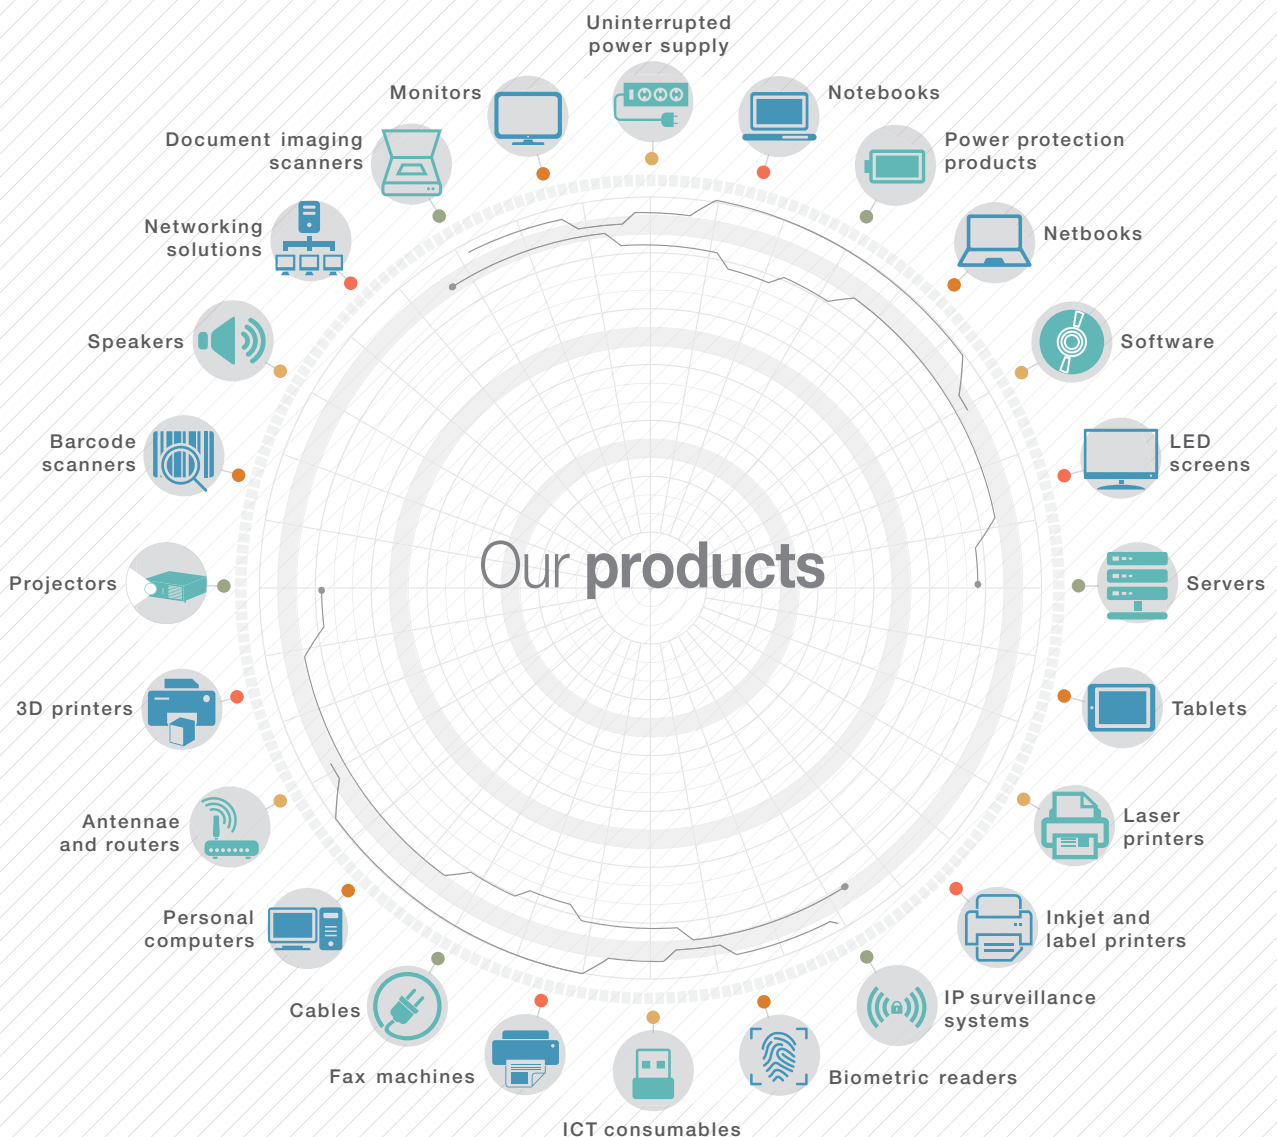 Uninterrupted
power supply
Notebooks
Power protection
products
Netbooks
Software
LED
screens
Servers
Tablets
Laser
printers
Inkjet and
label printers
IP surveillance
systems
Biometric readers
ICT consumables
Fax machines
Cables
Personal
computers
Antennae
and routers
3D printers
Projectors
Barcode
scanners
Speakers
Networking
solutions
Document imaging
scanners
Monitors
Our products